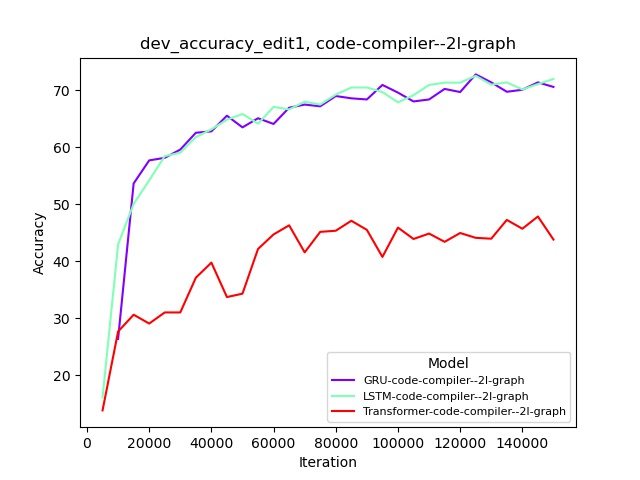 dev_accuracy_edit1, code-compiler--2l-graph
Accuracy
70
60
50
40
30
20
0
20000
40000
60000
80000
100000
120000
140000
Iteration
Model
GRU-code-compiler--2l-graph
LSTM-code-compiler--2l-graph
Transformer-code-compiler--2l-graph